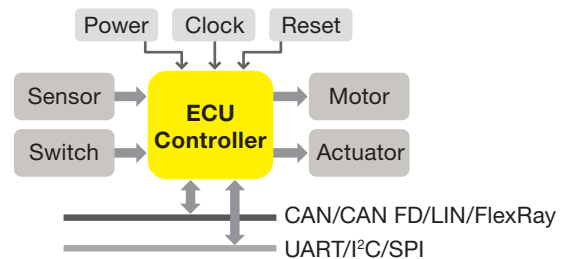 Power
Clock
Reset
Sensor
ECU
Controller
Motor
Switch
Actuator
CAN/CAN FD/LIN/FlexRay
UART/I²C/SPI